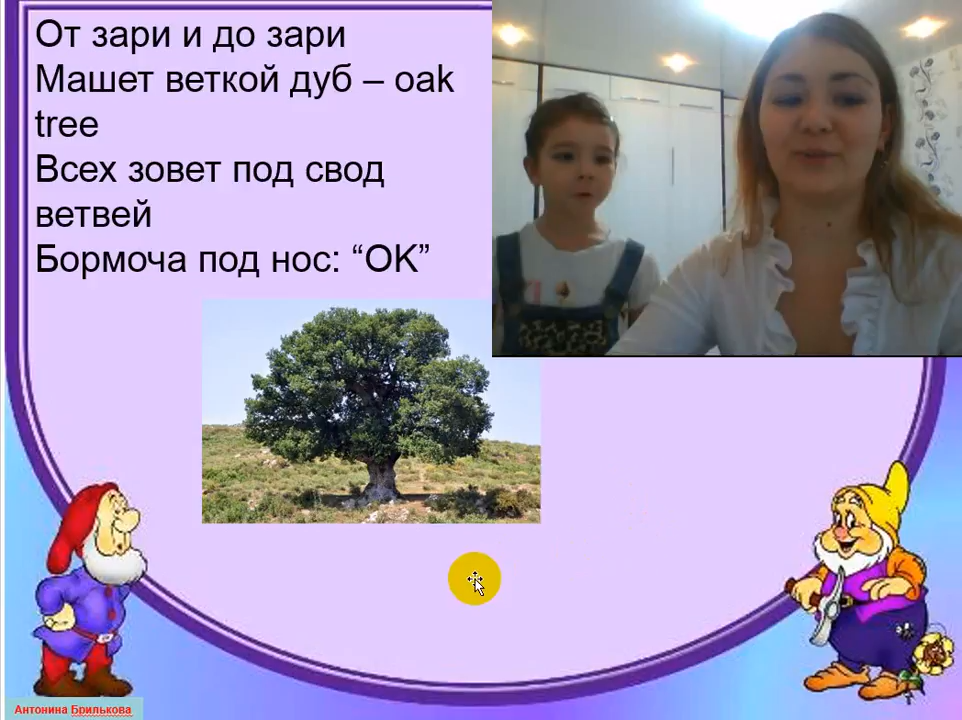 От зари и до зари
Машет веткой дуб – oak
tree
Всех зовет под свод
ветвей
Бормоча под нос: “OK”
Антонина Брилькова